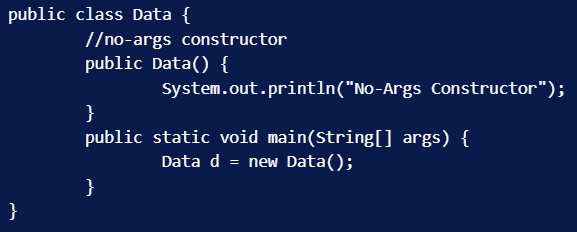 public class Data {
//no-args constructor
public Data() {
System.out.println("No-Args Constructor");
}
public static void main(String[] args) {
Data d = new Data();
}
}